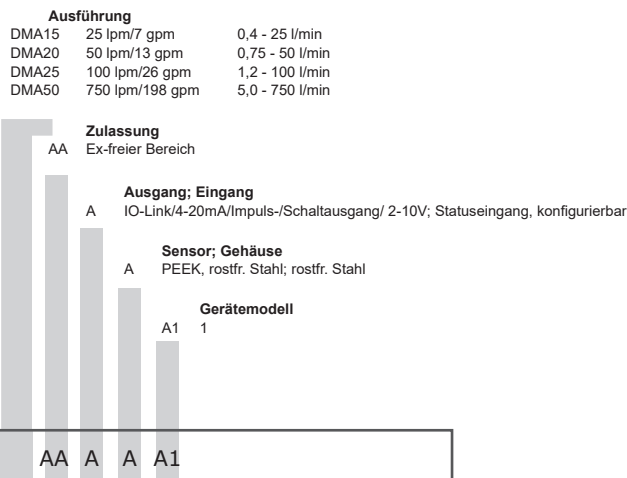 Ausführung
DMA15 25 lpm/7 gpm 0,4 - 25 l/min
DMA20 50 lpm/13 gpm 0,75 - 50 l/min
DMA25 100 lpm/26 gpm 1,2 - 100 l/min
DMA50 750 lpm/198 gpm 5,0 - 750 l/min
Zulassung
AA Ex-freier Bereich
Ausgang; Eingang
A IO-Link/4-20mA/Impuls-/Schaltausgang/ 2-10V; Statuseingang, konfigurierbar
Sensor; Gehäuse
A PEEK, rostfr. Stahl; rostfr. Stahl
Gerätemodell
A1 1
AA A A A1